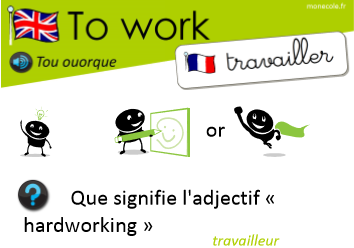 monecole.fr
To work
Tou ouorque
travailler
or
Que signifie l'adjectif «
hardworking »
travailleur